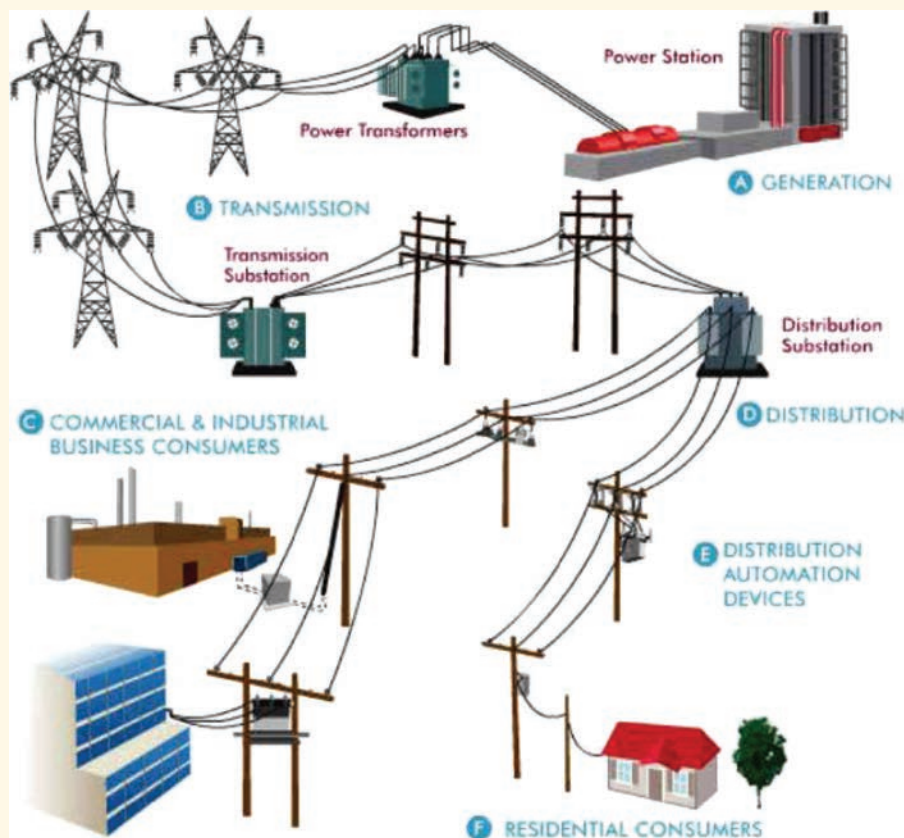 Power Station
Power Transformers
A GENERATION
B TRANSMISSION
Transmission
Substation
Distribution
Substation
C COMMERCIAL & INDUSTRIAL
BUSINESS CONSUMERS
D DISTRIBUTION
E DISTRIBUTION
AUTOMATION
DEVICES
F RESIDENTIAL CONSUMERS